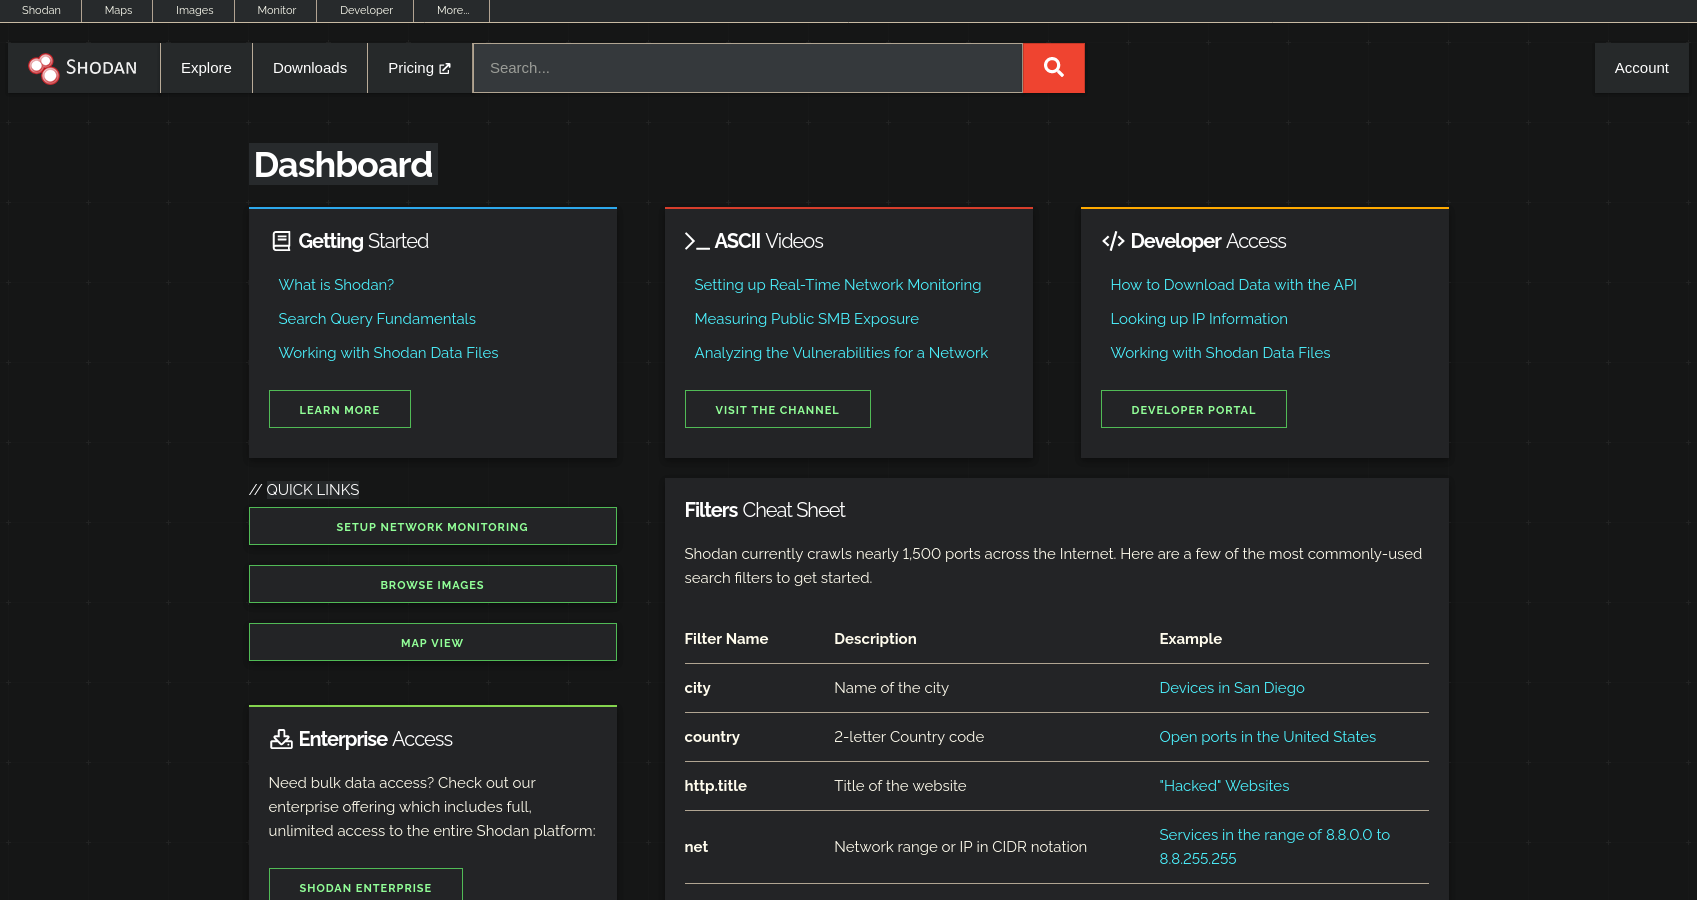 Shodan
Maps
Images
Monitor
Developer
More...
SHODAN
Explore
Downloads
Pricing
Search...
Account
Dashboard
Getting Started
What is Shodan?
Search Query Fundamentals
Working with Shodan Data Files
LEARN MORE
ASCII Videos
Setting up Real-Time Network Monitoring
Measuring Public SMB Exposure
Analyzing the Vulnerabilities for a Network
VISIT THE CHANNEL
Developer Access
How to Download Data with the API
Looking up IP Information
Working with Shodan Data Files
DEVELOPER PORTAL
// QUICK LINKS
SETUP NETWORK MONITORING
BROWSE IMAGES
MAP VIEW
Enterprise Access
Need bulk data access? Check out our
enterprise offering which includes full,
unlimited access to the entire Shodan platform:
SHODAN ENTERPRISE
Filters Cheat Sheet
Shodan currently crawls nearly 1,500 ports across the Internet. Here are a few of the most commonly-used
search filters to get started.
Filter Name Description Example
city Name of the city Devices in San Diego
country 2-letter Country code Open ports in the United States
http.title Title of the website "Hacked" Websites
net Network range or IP in CIDR notation Services in the range of 8.8.0.0 to
8.8.255.255